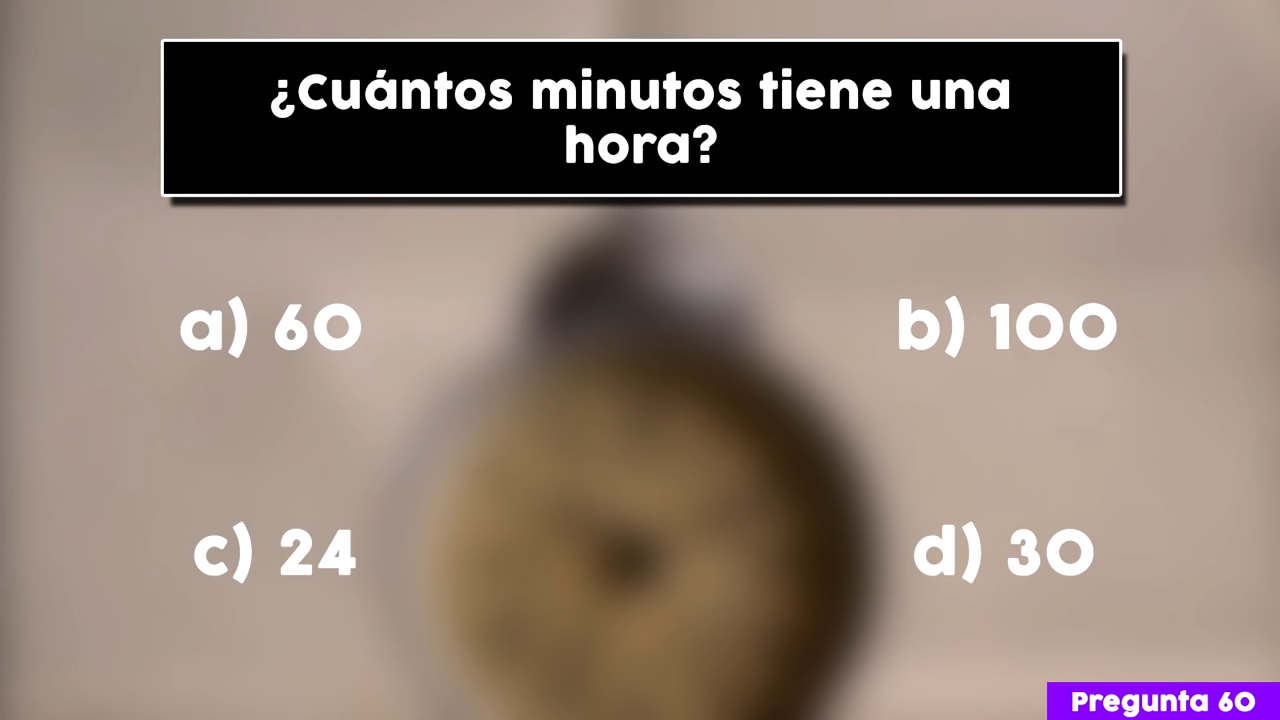 ¿Cuántos minutos tiene una
hora?
a) 60
b) 100
c) 24
d) 30
Pregunta 60